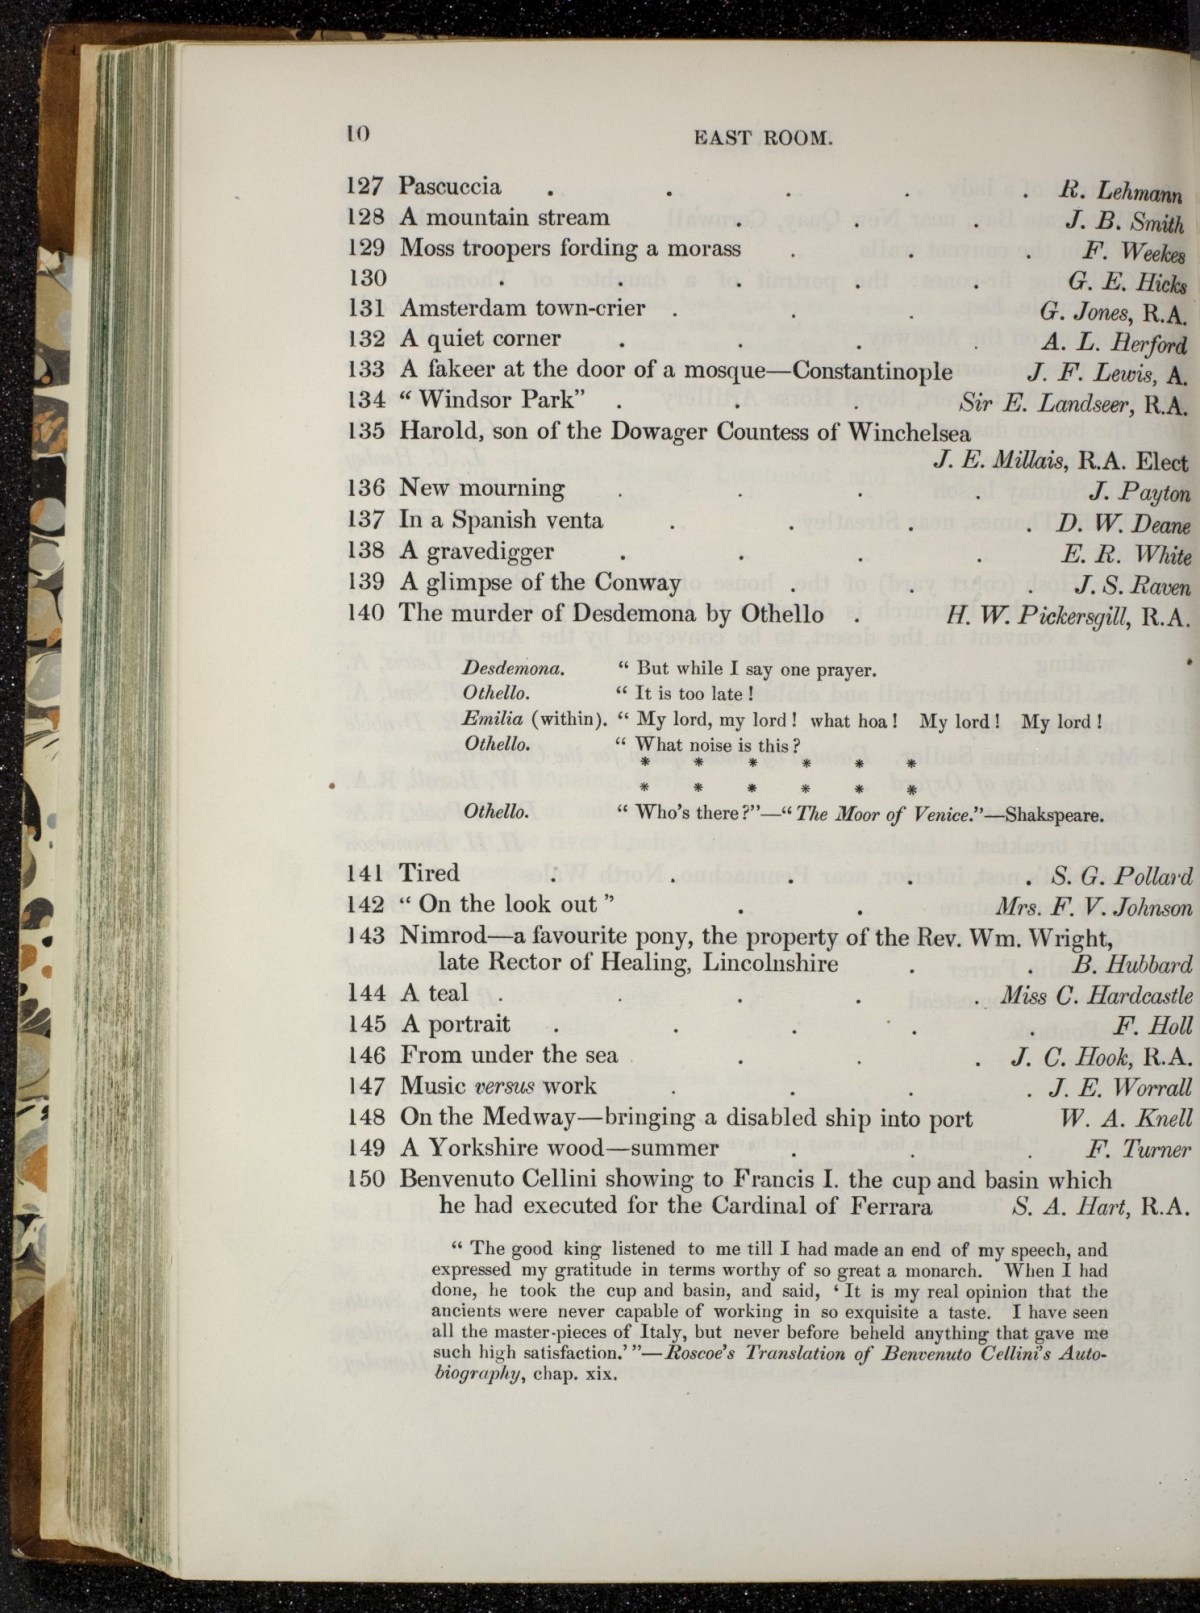 10 EAST ROOM.
127 Pascuccia . . . . . R. Lehmann
128 A mountain stream . . . J. B. Smith
129 Moss troopers fording a morass . . . F. Weekes
130 . . . . . G. E. Hicks
131 Amsterdam town-crier . . . G. Jones, R.A.
132 A quiet corner . . . . A. L. Herford
133 A fakeer at the door of a mosque—Constantinople J. F. Lewis, A.
134 “ Windsor Park” . . . Sir E. Landseer, R.A.
135 Harold, son of the Dowager Countess of Winchelsea
J. E. Millais, R.A. Elect
136 New mourning . . . . J. Payton
137 In a Spanish venta . . . . D. W. Deane
138 A gravedigger . . . . E. R. White
139 A glimpse of the Conway . . . J. S. Raven
140 The murder of Desdemona by Othello . H. W. Pickersgill, R.A.
Desdemona. “ But while I say one prayer.
Othello. “ It is too late !
Emilia (within). “ My lord, my lord ! what hoa ! My lord ! My lord !
Othello. “ What noise is this ?
* * * * * *
* * * * * *
Othello. “ Who’s there ?”—“ The Moor of Venice.”—Shakspeare.
141 Tired . . . . . S. G. Pollard
142 “ On the look out ” . . Mrs. F. V. Johnson
143 Nimrod—a favourite pony, the property of the Rev. Wm. Wright,
late Rector of Healing, Lincolnshire . . B. Hubbard
144 A teal . . . . . Miss C. Hardcastle
145 A portrait . . . . . F. Holl
146 From under the sea . . . J. C. Hook, R.A.
147 Music versus work . . . . J. E. Worrall
148 On the Medway—bringing a disabled ship into port W. A. Knell
149 A Yorkshire wood—summer . . . F. Turner
150 Benvenuto Cellini showing to Francis I. the cup and basin which
he had executed for the Cardinal of Ferrara S. A. Hart, R.A.
“ The good king listened to me till I had made an end of my speech, and
expressed my gratitude in terms worthy of so great a monarch. When I had
done, he took the cup and basin, and said, ‘ It is my real opinion that the
ancients were never capable of working in so exquisite a taste. I have seen
all the master-pieces of Italy, but never before beheld anything that gave me
such high satisfaction.’ ”—Roscoe’s Translation of Benvenuto Cellini’s Auto-
biography, chap. xix.